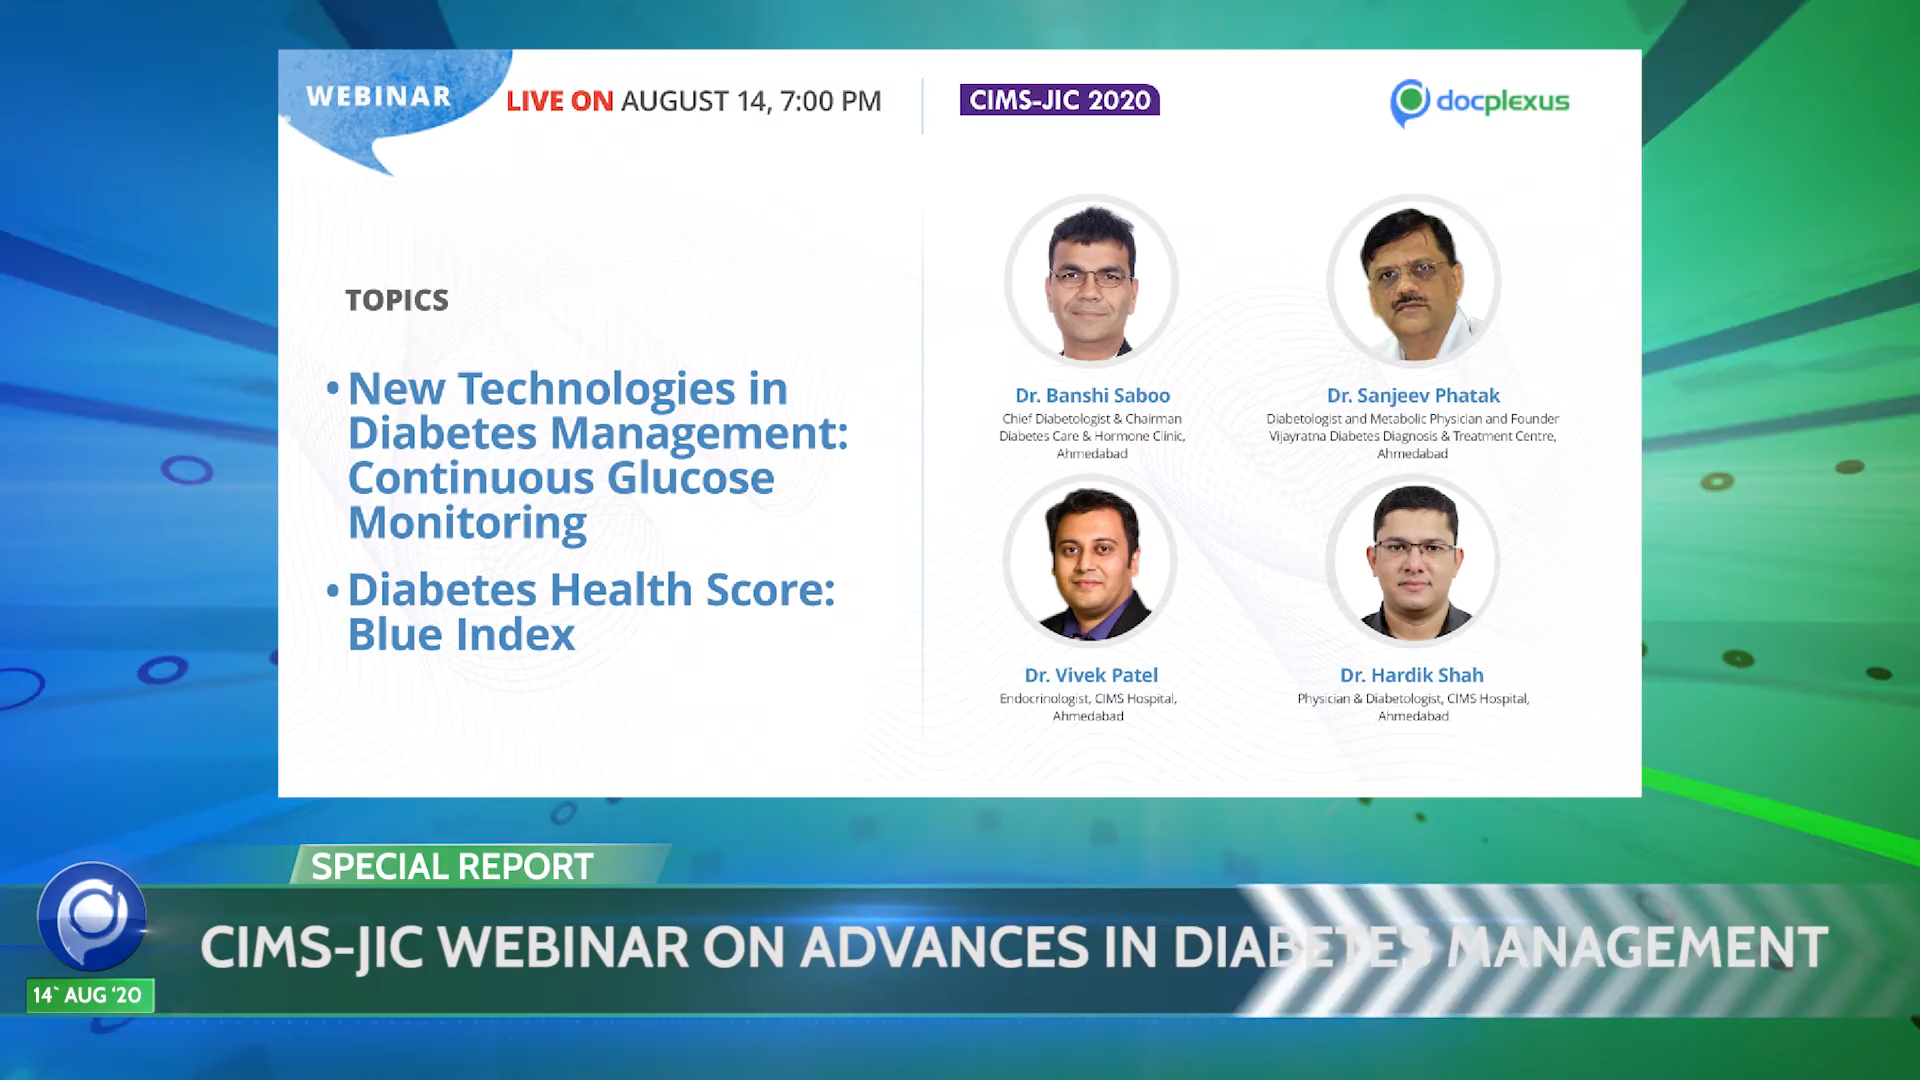 WEBINAR
LIVE ON AUGUST 14, 7:00 PM
CIMS-JIC 2020
docplexus
TOPICS
• New Technologies in
Diabetes Management:
Continuous Glucose
Monitoring
• Diabetes Health Score:
Blue Index
Dr. Banshi Saboo
Chief Diabetologist & Chairman
Diabetes Care & Hormone Clinic,
Ahmedabad
Dr. Sanjeev Phatak
Diabetologist and Metabolic Physician and Founder
Vijayratna Diabetes Diagnosis & Treatment Centre,
Ahmedabad
Dr. Vivek Patel
Endocrinologist, CIMS Hospital,
Ahmedabad
Dr. Hardik Shah
Physician & Diabetologist, CIMS Hospital,
Ahmedabad
SPECIAL REPORT
CIMS-JIC WEBINAR ON ADVANCES IN DIABETES MANAGEMENT
14` AUG ‘20